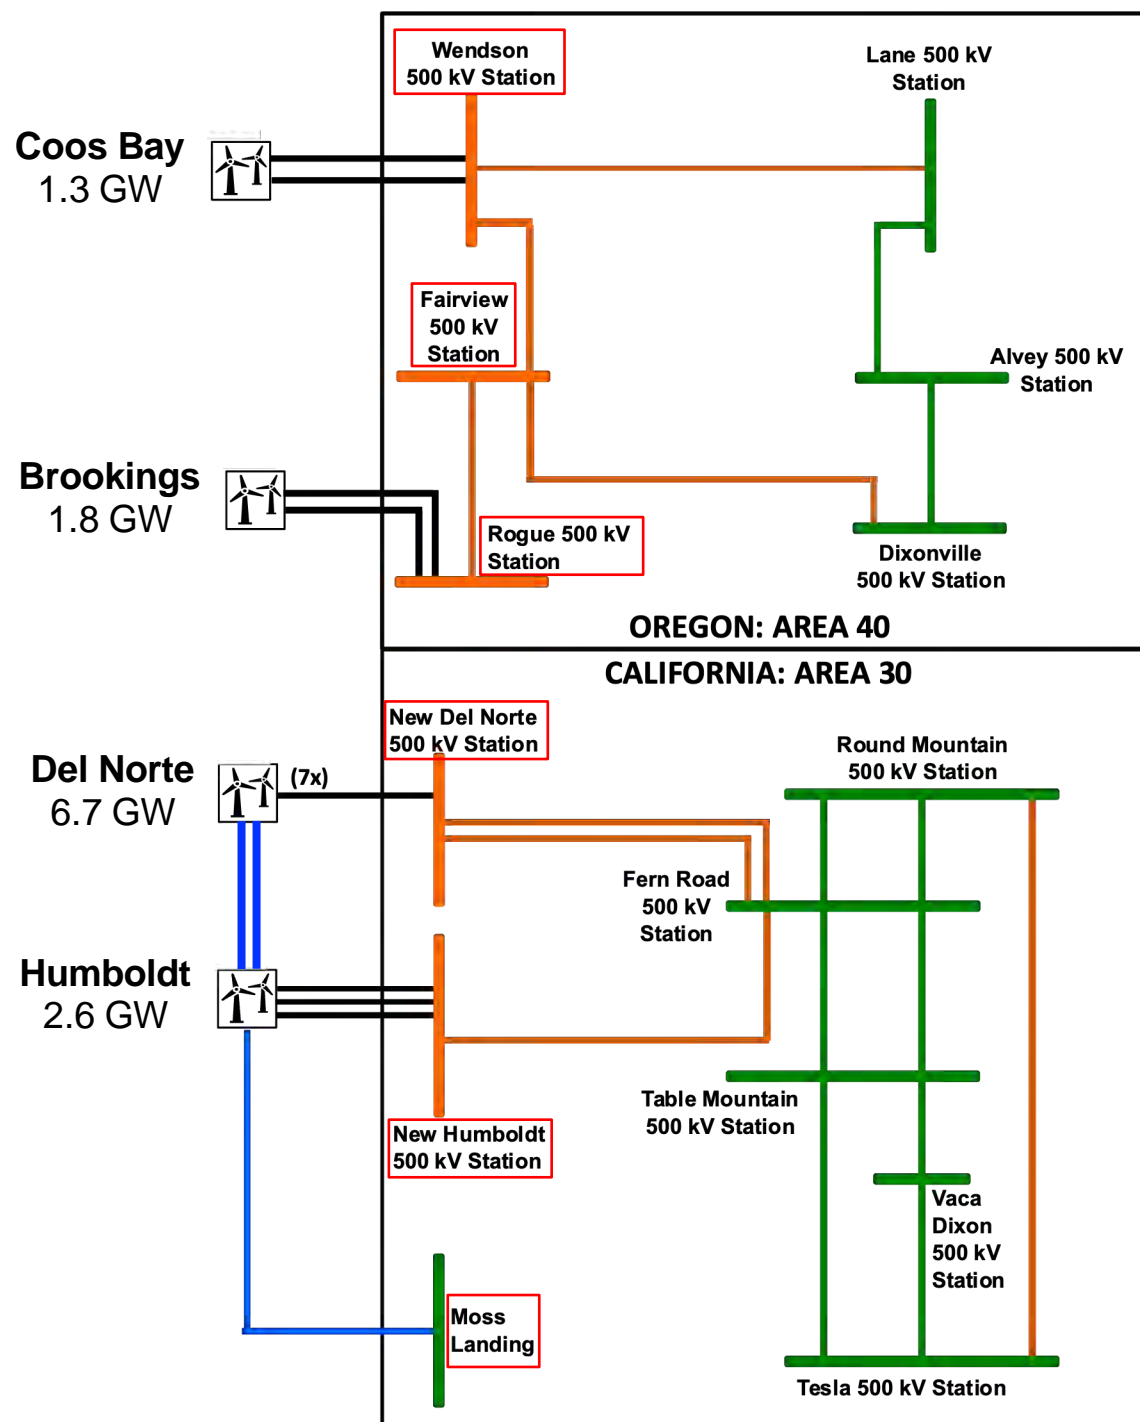 Wendson
500 kV Station
Lane 500 kV
Station
Coos Bay
1.3 GW
Fairview
500 kV
Station
Alvey 500 kV
Station
Brookings
1.8 GW
Rogue 500 kV
Station
Dixonville
500 kV Station
OREGON: AREA 40
CALIFORNIA: AREA 30
New Del Norte
500 kV Station
Round Mountain
500 kV Station
Del Norte
6.7 GW
(7x)
Fern Road
500 kV
Station
Humboldt
2.6 GW
Table Mountain
500 kV Station
New Humboldt
500 kV Station
Vaca
Dixon
500 kV
Station
Moss
Landing
Tesla 500 kV Station